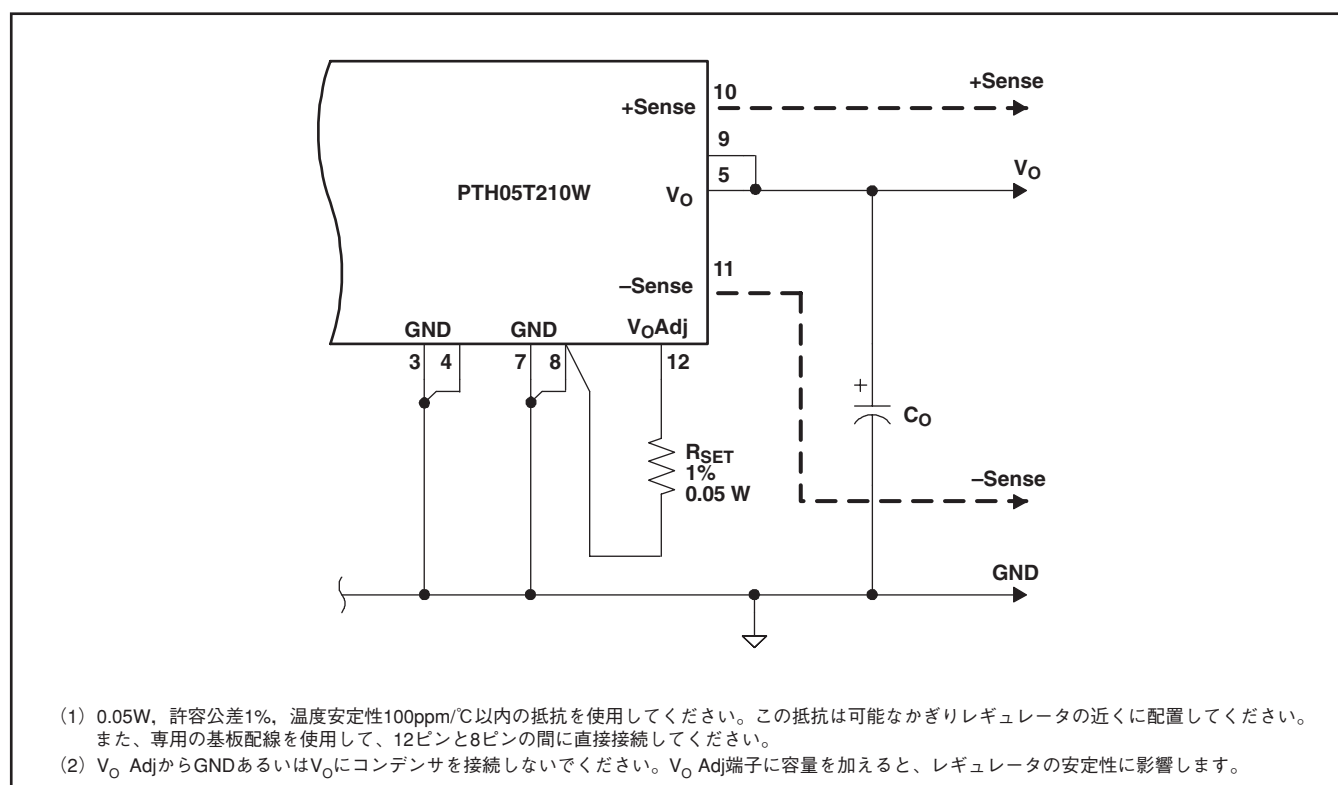 10
+Sense
+Sense
9
5
VO
PTH05T210W
VO
11
–Sense
GND
GND
VOAdj
3
4
7
8
12
+
CO
RSET
1%
0.05 W
–Sense
GND
（1）0.05W，許容公差1%，温度安定性100ppm/℃以内の抵抗を使用してください。この抵抗は可能なかぎりレギュレータの近くに配置してください。
また、専用の基板配線を使用して、12ピンと8ピンの間に直接接続してください。
（2）VO AdjからGNDあるいはVOにコンデンサを接続しないでください。VO Adj端子に容量を加えると、レギュレータの安定性に影響します。